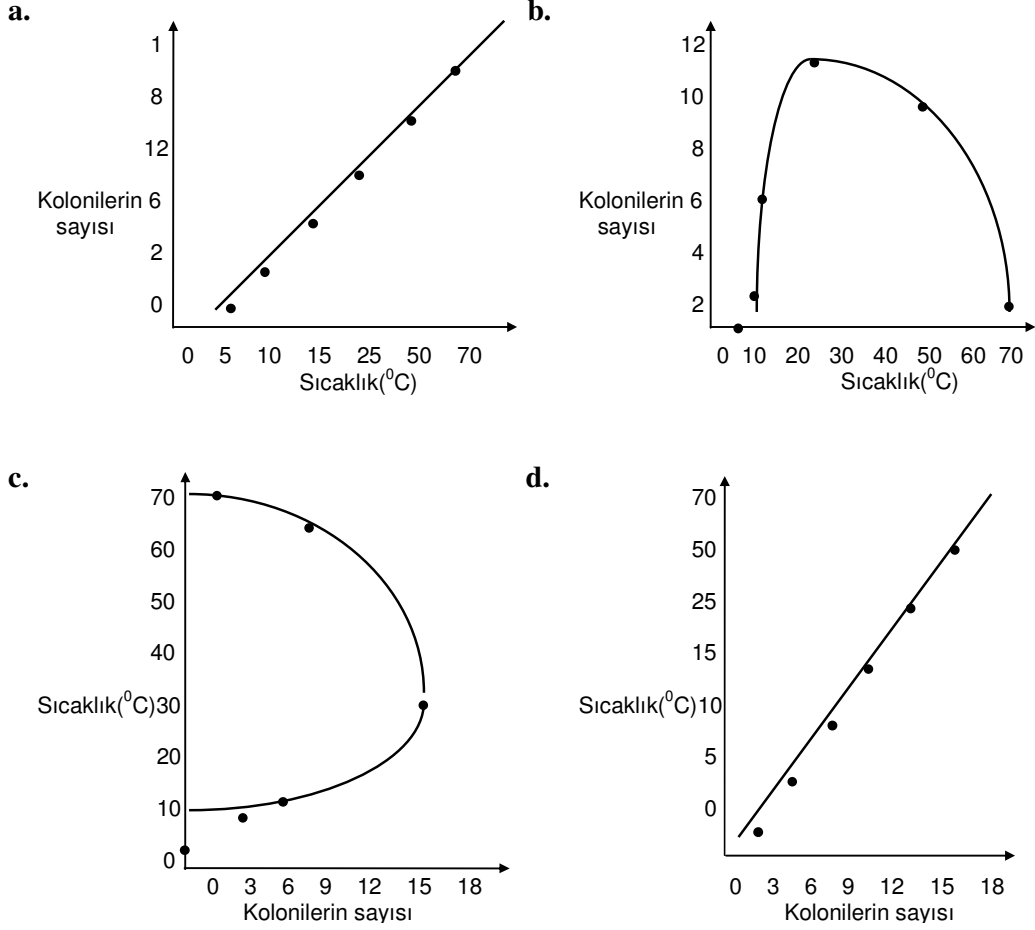 a.
1
8
12
Kolonilerin 6
sayısı
2
0
0 5 10 15 25 50 70
Sıcaklık(⁰C)
b.
12
10
8
Kolonilerin 6
sayısı
4
2
0 10 20 30 40 50 60 70
Sıcaklık(⁰C)
c.
70
60
50
40
Sıcaklık(⁰C)30
20
10
0
0 3 6 9 12 15 18
Kolonilerin sayısı
d.
70
50
25
15
Sıcaklık(⁰C)10
5
0
0 3 6 9 12 15 18
Kolonilerin sayısı